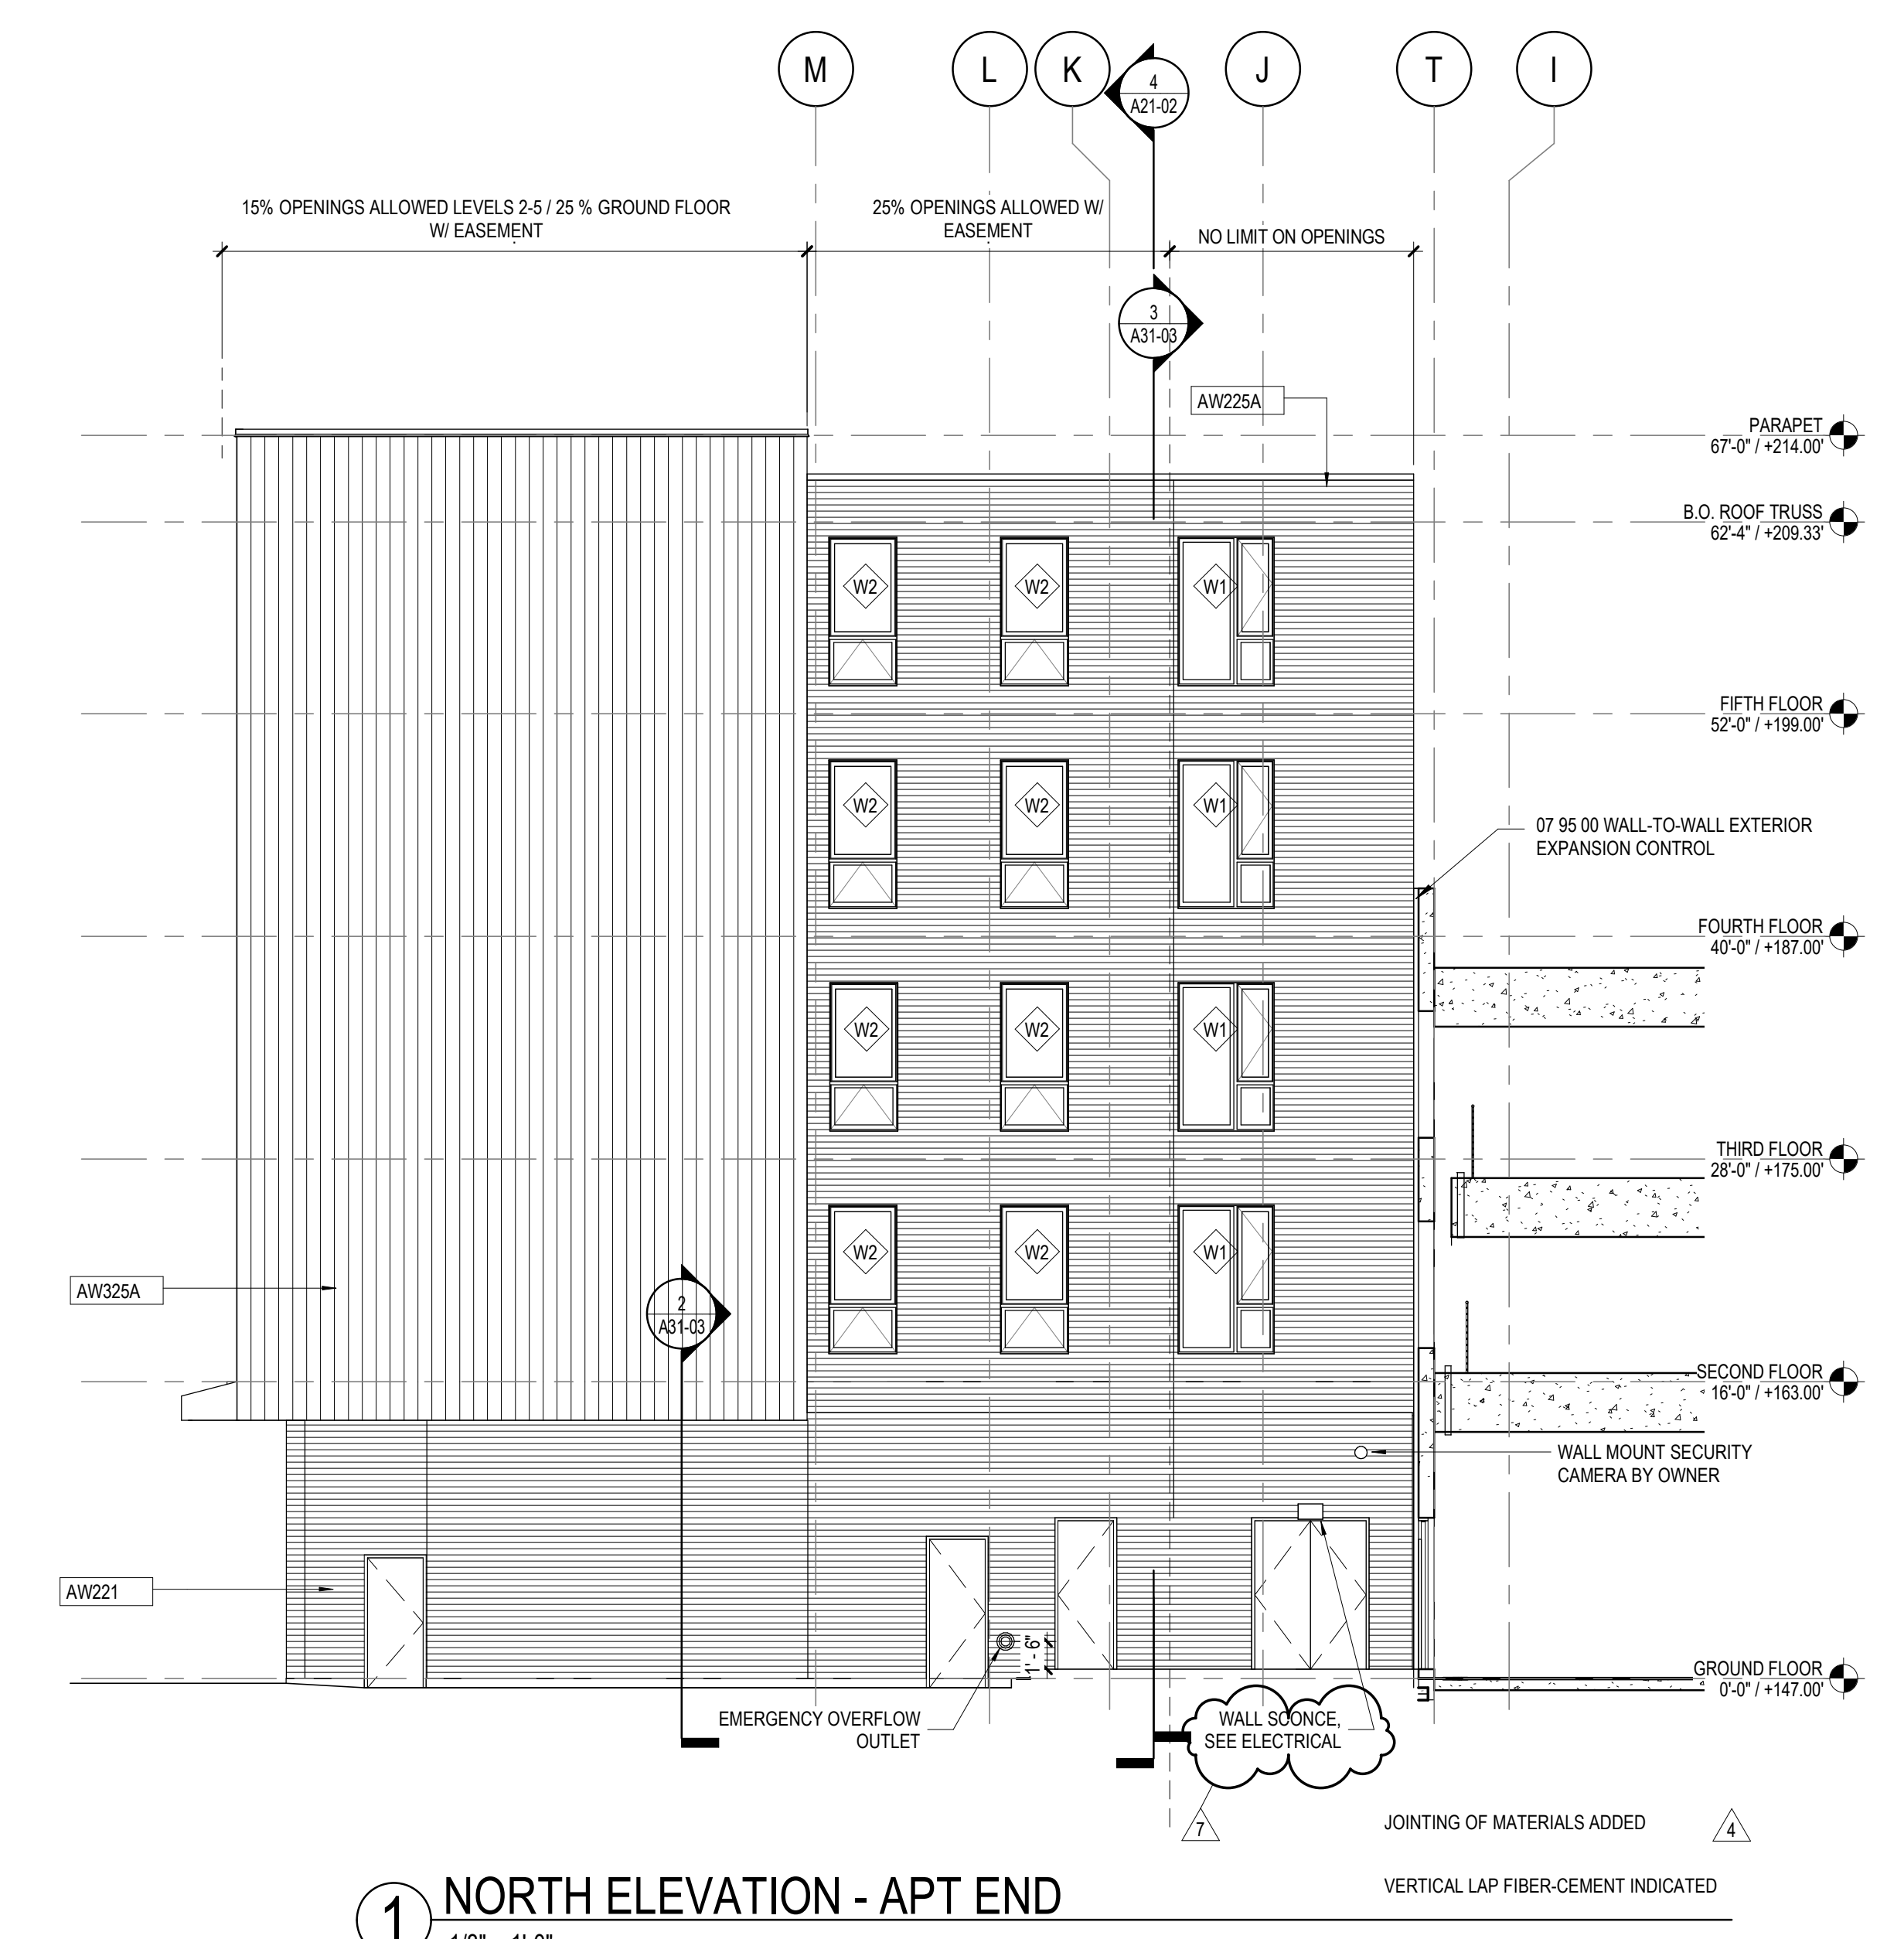 M
L
K
J
T
I
4
A21-02
15% OPENINGS ALLOWED LEVELS 2-5 / 25 % GROUND FLOOR
W/ EASEMENT
25% OPENINGS ALLOWED W/
EASEMENT
NO LIMIT ON OPENINGS
3
A31-03
AW225A
PARAPET
67'-0" / +214.00'
B.O. ROOF TRUSS
62'-4" / +209.33'
W2
W2
W1
FIFTH FLOOR
52'-0" / +199.00'
W2
W2
W1
07 95 00 WALL-TO-WALL EXTERIOR
EXPANSION CONTROL
FOURTH FLOOR
40'-0" / +187.00'
W2
W2
W1
THIRD FLOOR
28'-0" / +175.00'
W2
W2
W1
AW325A
2
A31-03
SECOND FLOOR
16'-0" / +163.00'
WALL MOUNT SECURITY
CAMERA BY OWNER
AW221
1'-6"
GROUND FLOOR
0'-0" / +147.00'
EMERGENCY OVERFLOW
OUTLET
WALL SCONCE,
SEE ELECTRICAL
7
JOINTING OF MATERIALS ADDED
4
VERTICAL LAP FIBER-CEMENT INDICATED
1
NORTH ELEVATION - APT END